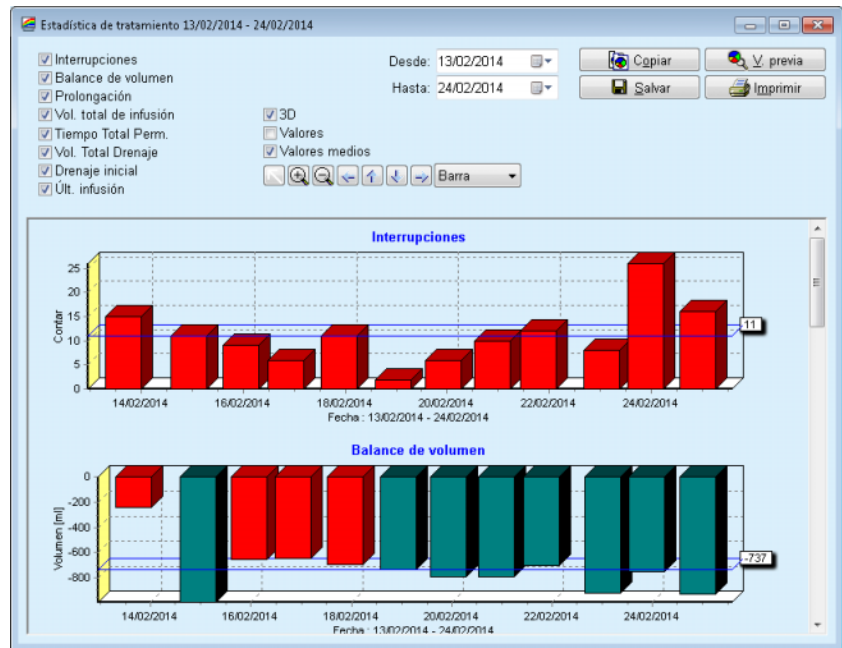 Estadística de tratamiento 13/02/2014 - 24/02/2014
Interrupciones
Balance de volumen
Prolongación
Vol. total de infusión
Tiempo Total Perm.
Vol. Total Drenaje
Drenaje inicial
Últ. infusión
3D
Valores
Valores medios
Desde: 13/02/2014
Hasta: 24/02/2014
Barra
Copiar
V. previa
Salvar
Imprimir
Interrupciones
Contar
25
20
15
10
5
0
11
14/02/2014 16/02/2014 18/02/2014 20/02/2014 22/02/2014 24/02/2014
Fecha : 13/02/2014 - 24/02/2014
Balance de volumen
Volumen [ml]
0
-200
-400
-600
-800
-737
14/02/2014 16/02/2014 18/02/2014 20/02/2014 22/02/2014 24/02/2014
Fecha : 13/02/2014 - 24/02/2014